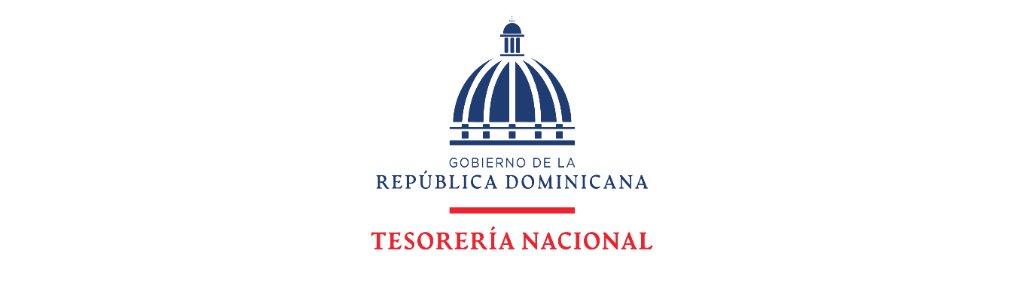 GOBIERNO DE LA
REPÚBLICA DOMINICANA
TESORERÍA NACIONAL